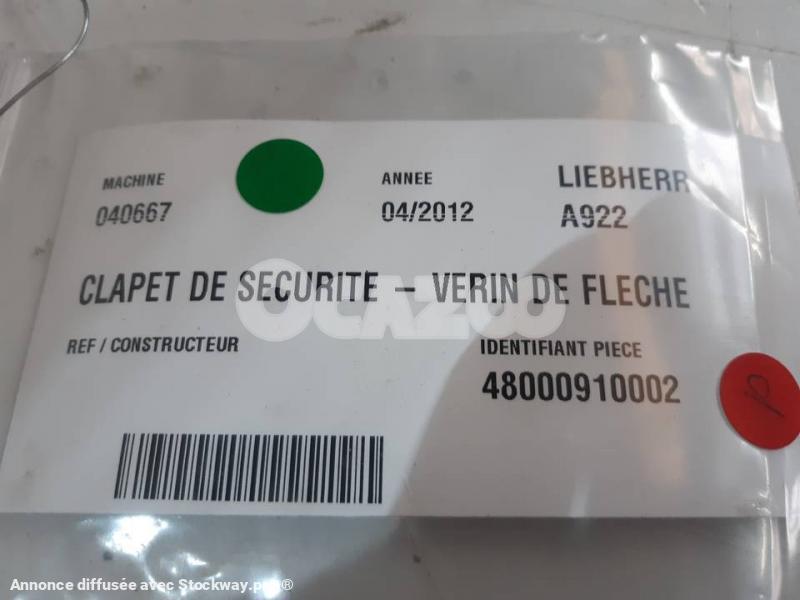 MACHINE
040667
ANNEE
04/2012
LIEBHERR
A922
CLAPET DE SECURITE – VERIN DE FLECHE
OCAZOO
REF / CONSTRUCTEUR
IDENTIFIANT PIECE
48000910002
Annonce diffusée avec Stockway.pro®